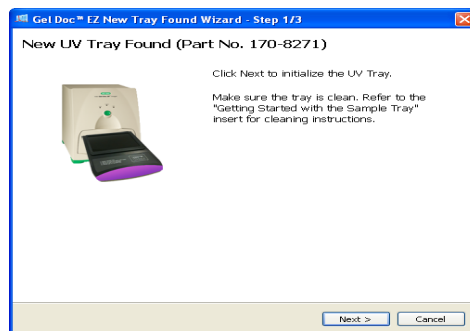 Gel Doc™ EZ New Tray Found Wizard - Step 1/3
New UV Tray Found (Part No. 170-8271)
Click Next to initialize the UV Tray.
Make sure the tray is clean. Refer to the
"Getting Started with the Sample Tray"
insert for cleaning instructions.
Next >
Cancel